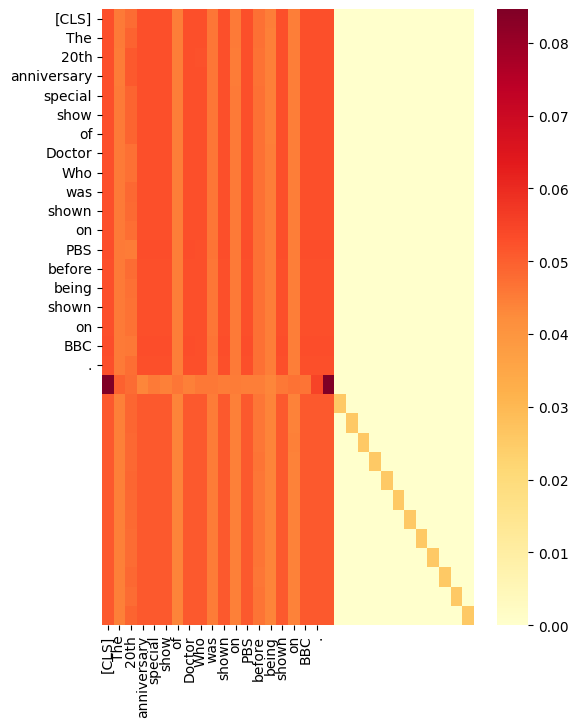 [CLS]
The
20th
anniversary
special
show
of
Doctor
Who
was
shown
on
PBS
before
being
shown
on
BBC
.
[CLS]
The
20th
anniversary
special
show
of
Doctor
Who
was
shown
on
PBS
before
being
shown
on
BBC
.
0.08
0.07
0.06
0.05
0.04
0.03
0.02
0.01
0.00